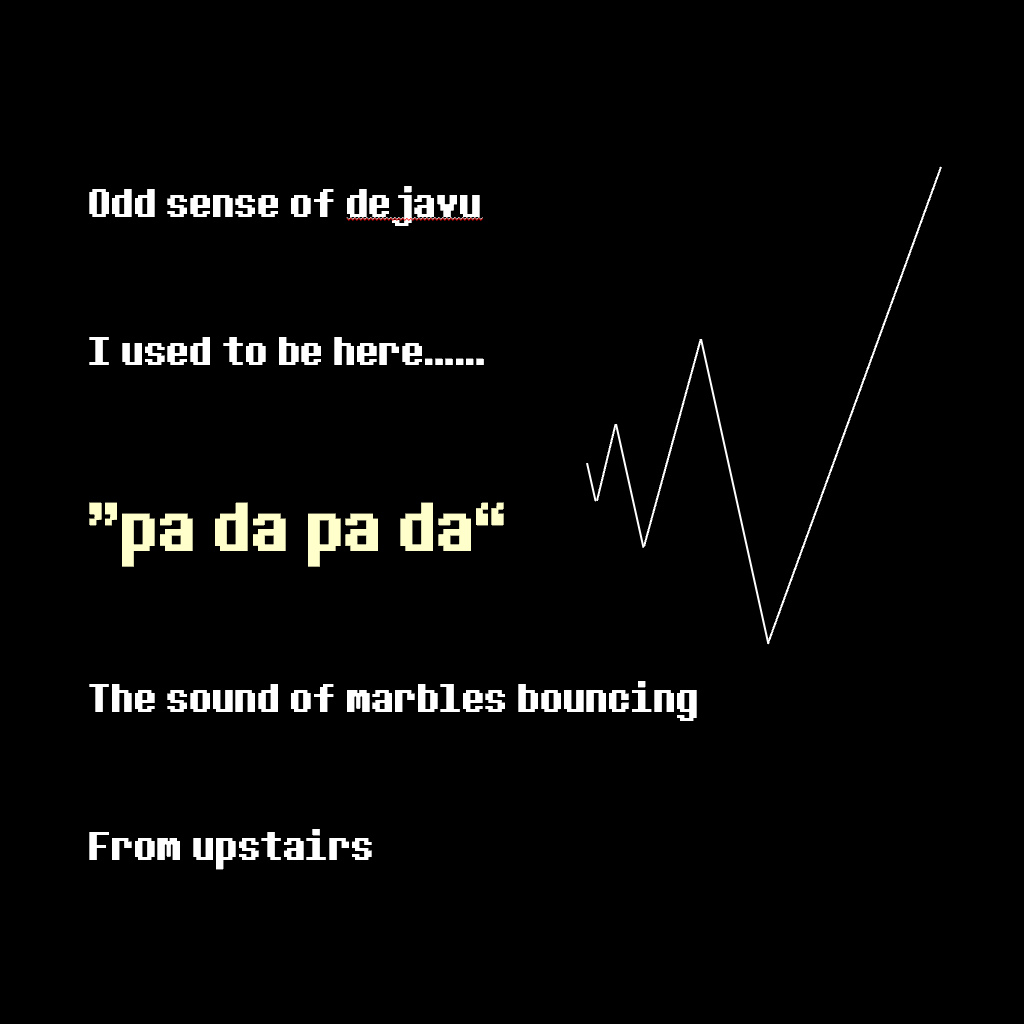 Odd sense of dejavu
I used to be here......
”pa da pa da“
The sound of marbles bouncing
From upstairs